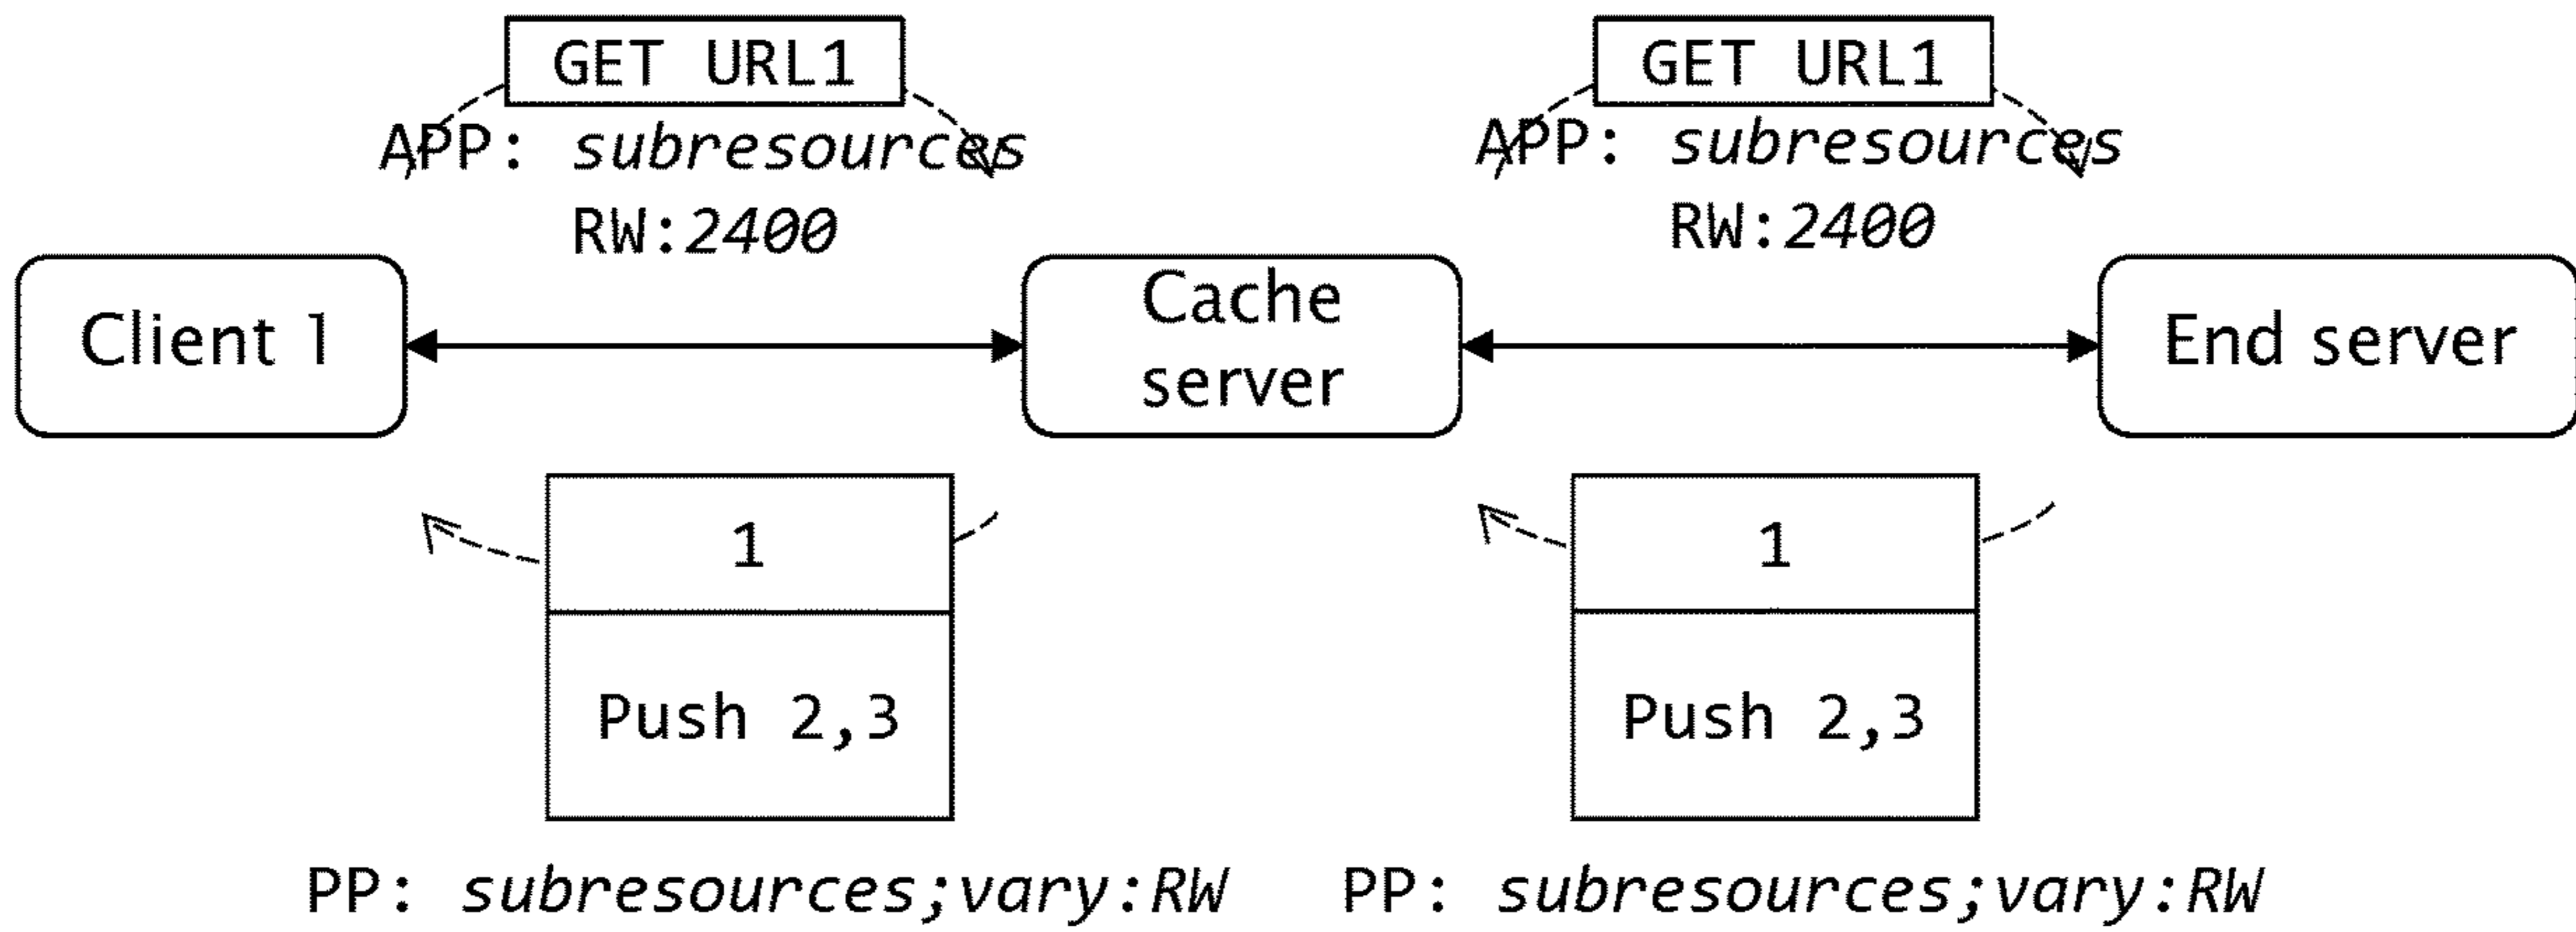 GET URL1
GET URL1
APP: subresources
APP: subresources
RW:2400
RW:2400
Client 1
Cache
server
End server
1
1
Push 2,3
Push 2,3
PP: subresources;vary:RW
PP: subresources;vary:RW